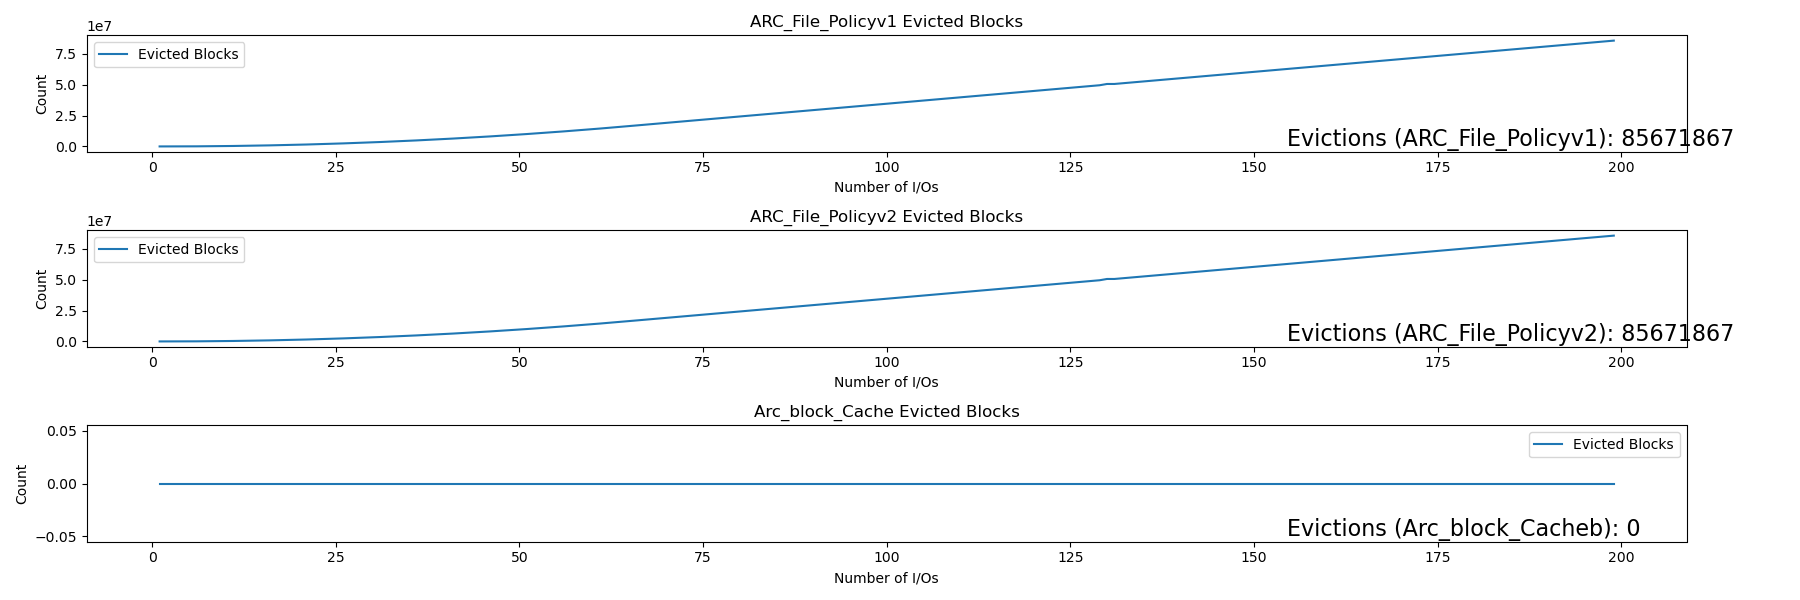 ARC_File_Policyv1 Evicted Blocks
1e7
Evicted Blocks
7.5
5.0
2.5
0.0
Count
Evictions (ARC_File_Policyv1): 85671867
0 25 50 75 100 125 150 175 200
Number of I/Os
ARC_File_Policyv2 Evicted Blocks
1e7
Evicted Blocks
7.5
5.0
2.5
0.0
Count
Evictions (ARC_File_Policyv2): 85671867
0 25 50 75 100 125 150 175 200
Number of I/Os
Arc_block_Cache Evicted Blocks
Evicted Blocks
0.05
0.00
−0.05
Count
Evictions (Arc_block_Cacheb): 0
0 25 50 75 100 125 150 175 200
Number of I/Os